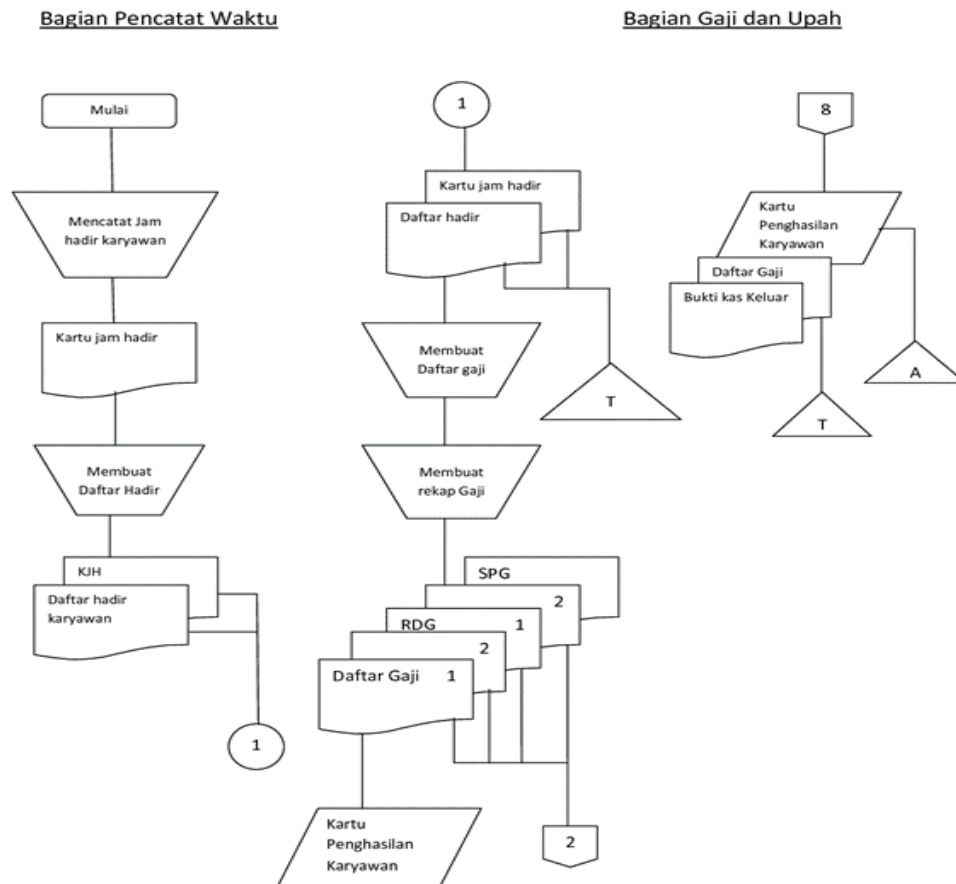 Bagian Pencatat Waktu
Mulai
Mencatat Jam
hadir karyawan
Kartu jam hadir
Membuat
Daftar Hadir
KJH
Daftar hadir
karyawan
1
Bagian Gaji dan Upah
1
Kartu jam hadir
Daftar hadir
T
Membuat
Daftar gaji
Membuat
rekap Gaji
SPG
2
RDG 1
2
Daftar Gaji 1
2
Kartu
Penghasilan
Karyawan
8
Kartu
Penghasilan
Karyawan
Daftar Gaji
Bukti kas Keluar
A
T